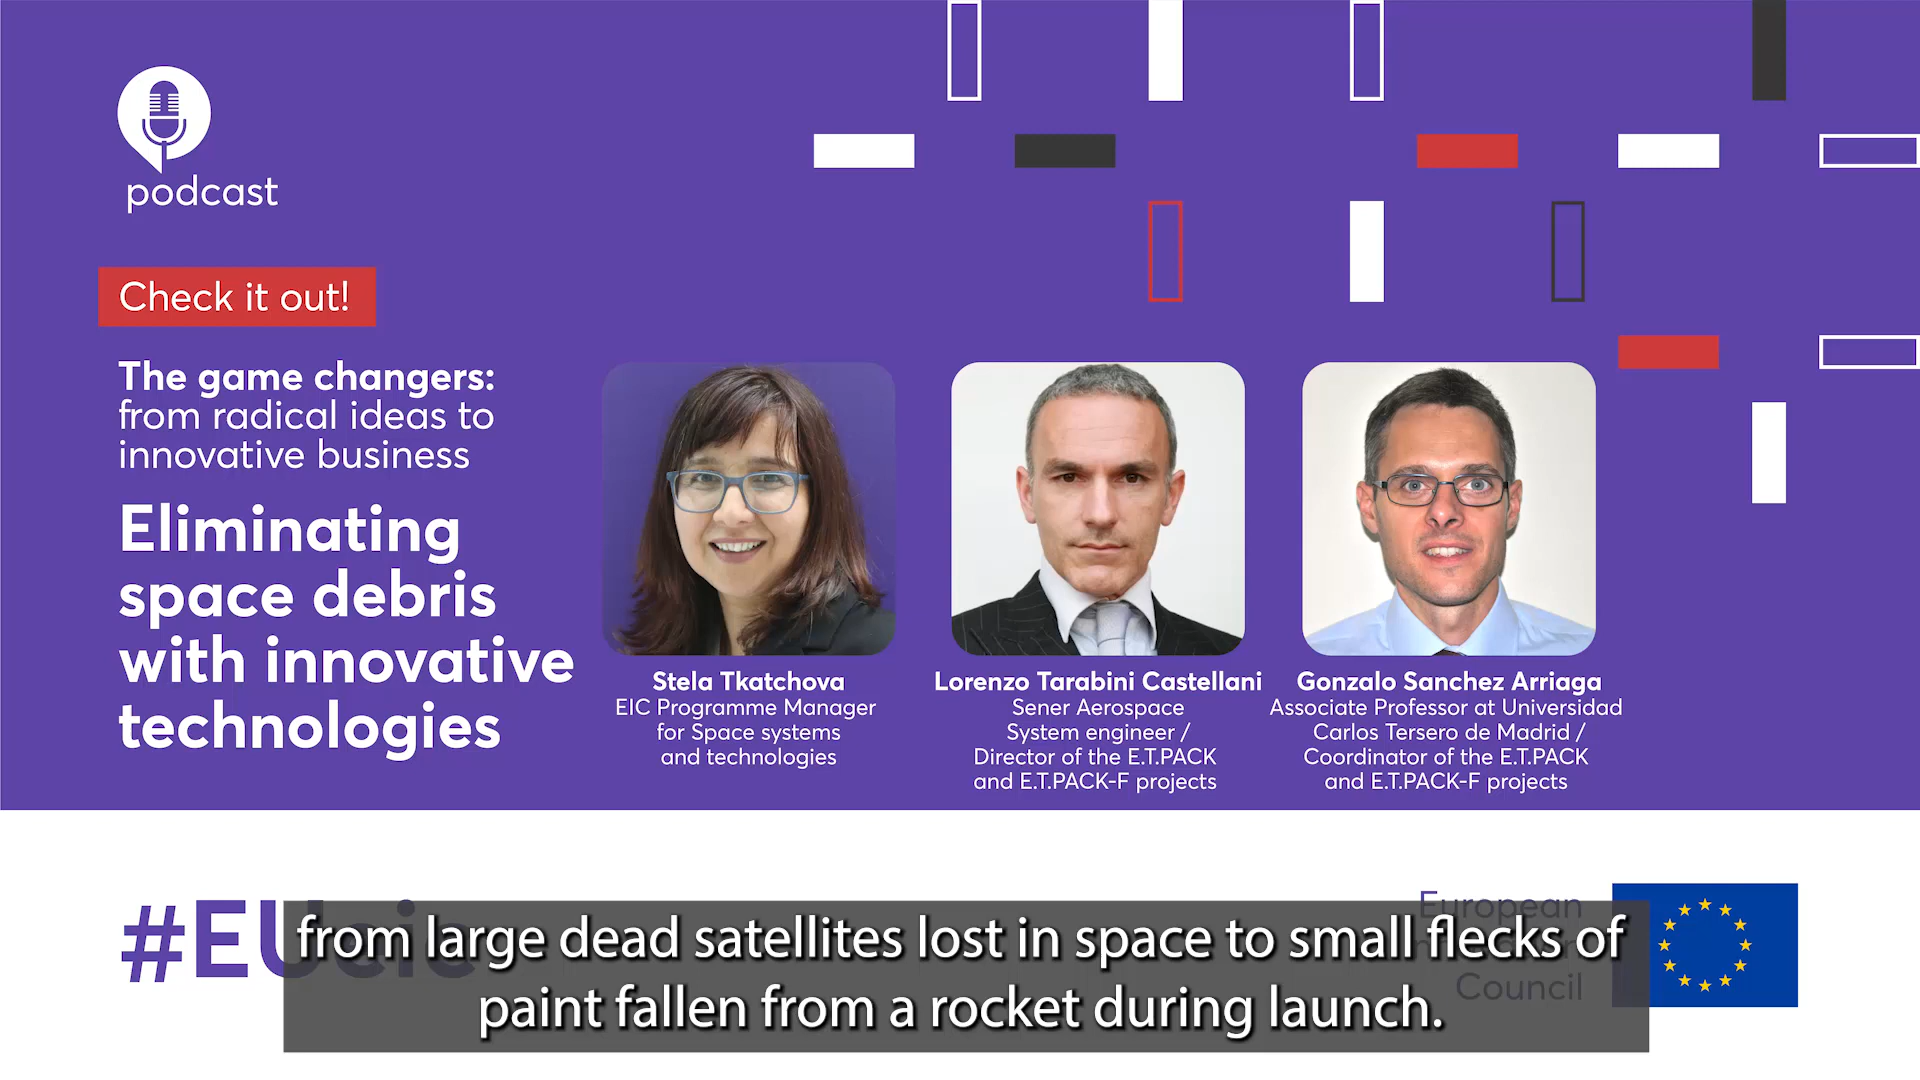 podcast
Check it out!
The game changers:
from radical ideas to
innovative business
Eliminating
space debris
with innovative
technologies
Stela Tkatchova
EIC Programme Manager
for Space systems
and technologies
Lorenzo Tarabini Castellani
Sener Aerospace
System engineer /
Director of the E.T.PACK
and E.T.PACK-F projects
Gonzalo Sanchez Arriaga
Associate Professor at Universidad
Carlos Tersero de Madrid /
Coordinator of the E.T.PACK
and E.T.PACK-F projects
#EUeic
European
Council
from large dead satellites lost in space to small flecks of
paint fallen from a rocket during launch.